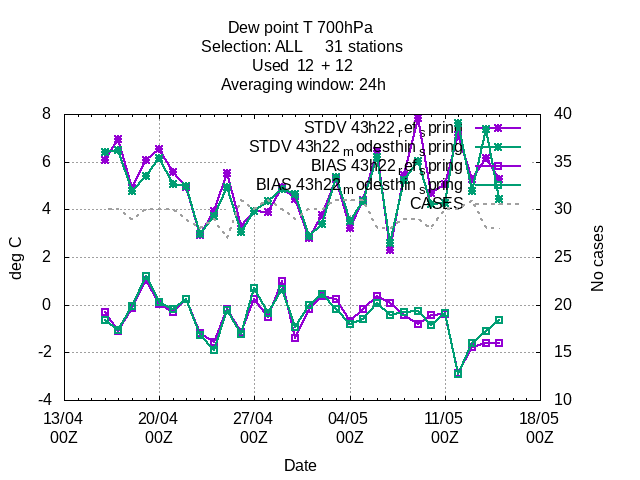 Dew point T 700hPa
Selection: ALL 31 stations
Used 12 + 12
Averaging window: 24h
8 40
STDV 43h22_ref_spring
STDV 43h22_modesthin_spring
6 35
BIAS 43h22_ref_spring
BIAS 43h22_modesthin_spring
4 CASES 30
deg C
No cases
2 25
0 20
-2 15
-4 10
13/04 20/04 27/04 04/05 11/05 18/05
00Z 00Z 00Z 00Z 00Z 00Z
Date